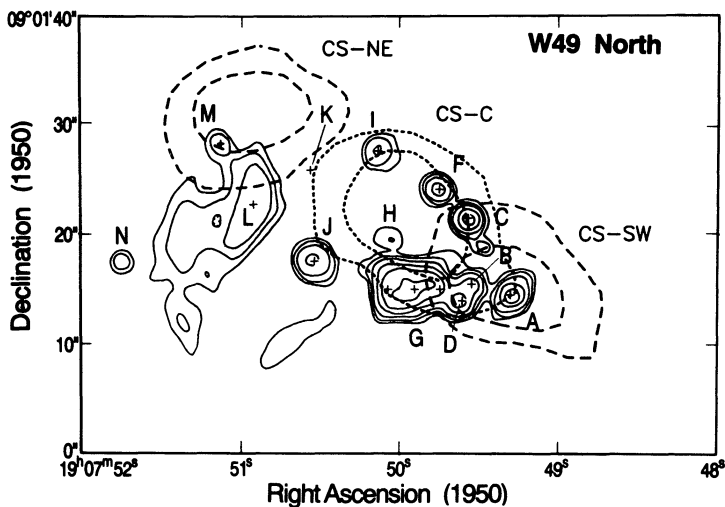 09°01'40"
W49 North
CS-NE
K
I
CS-C
M
30"
F
L
H
C
CS-SW
N
20"
J
B
A
G
D
10"
0"
Declination (1950)
19ʰ07ᵐ52ˢ
51ˢ
50ˢ
49ˢ
48ˢ
Right Ascension (1950)